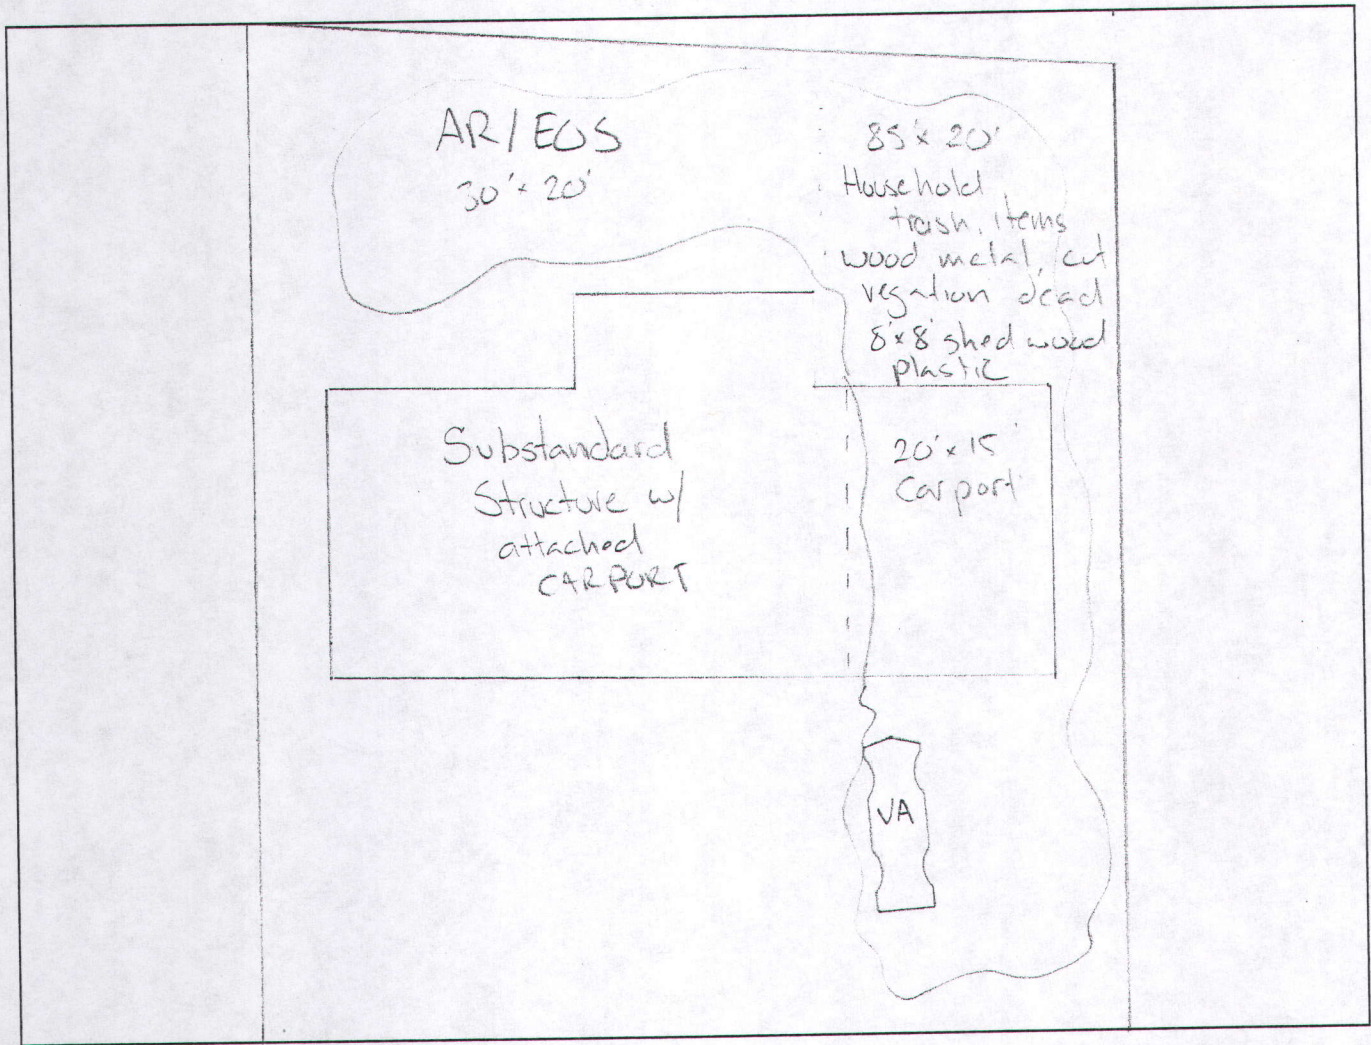 AR/EOS
30' x 20'
85' x 20'
Household
trash, items
wood metal, cut
vegation dead
8'x8' shed wood
plastic
Substandard
Structure w/
attached
CARPORT
20' x 15'
Carport
VA